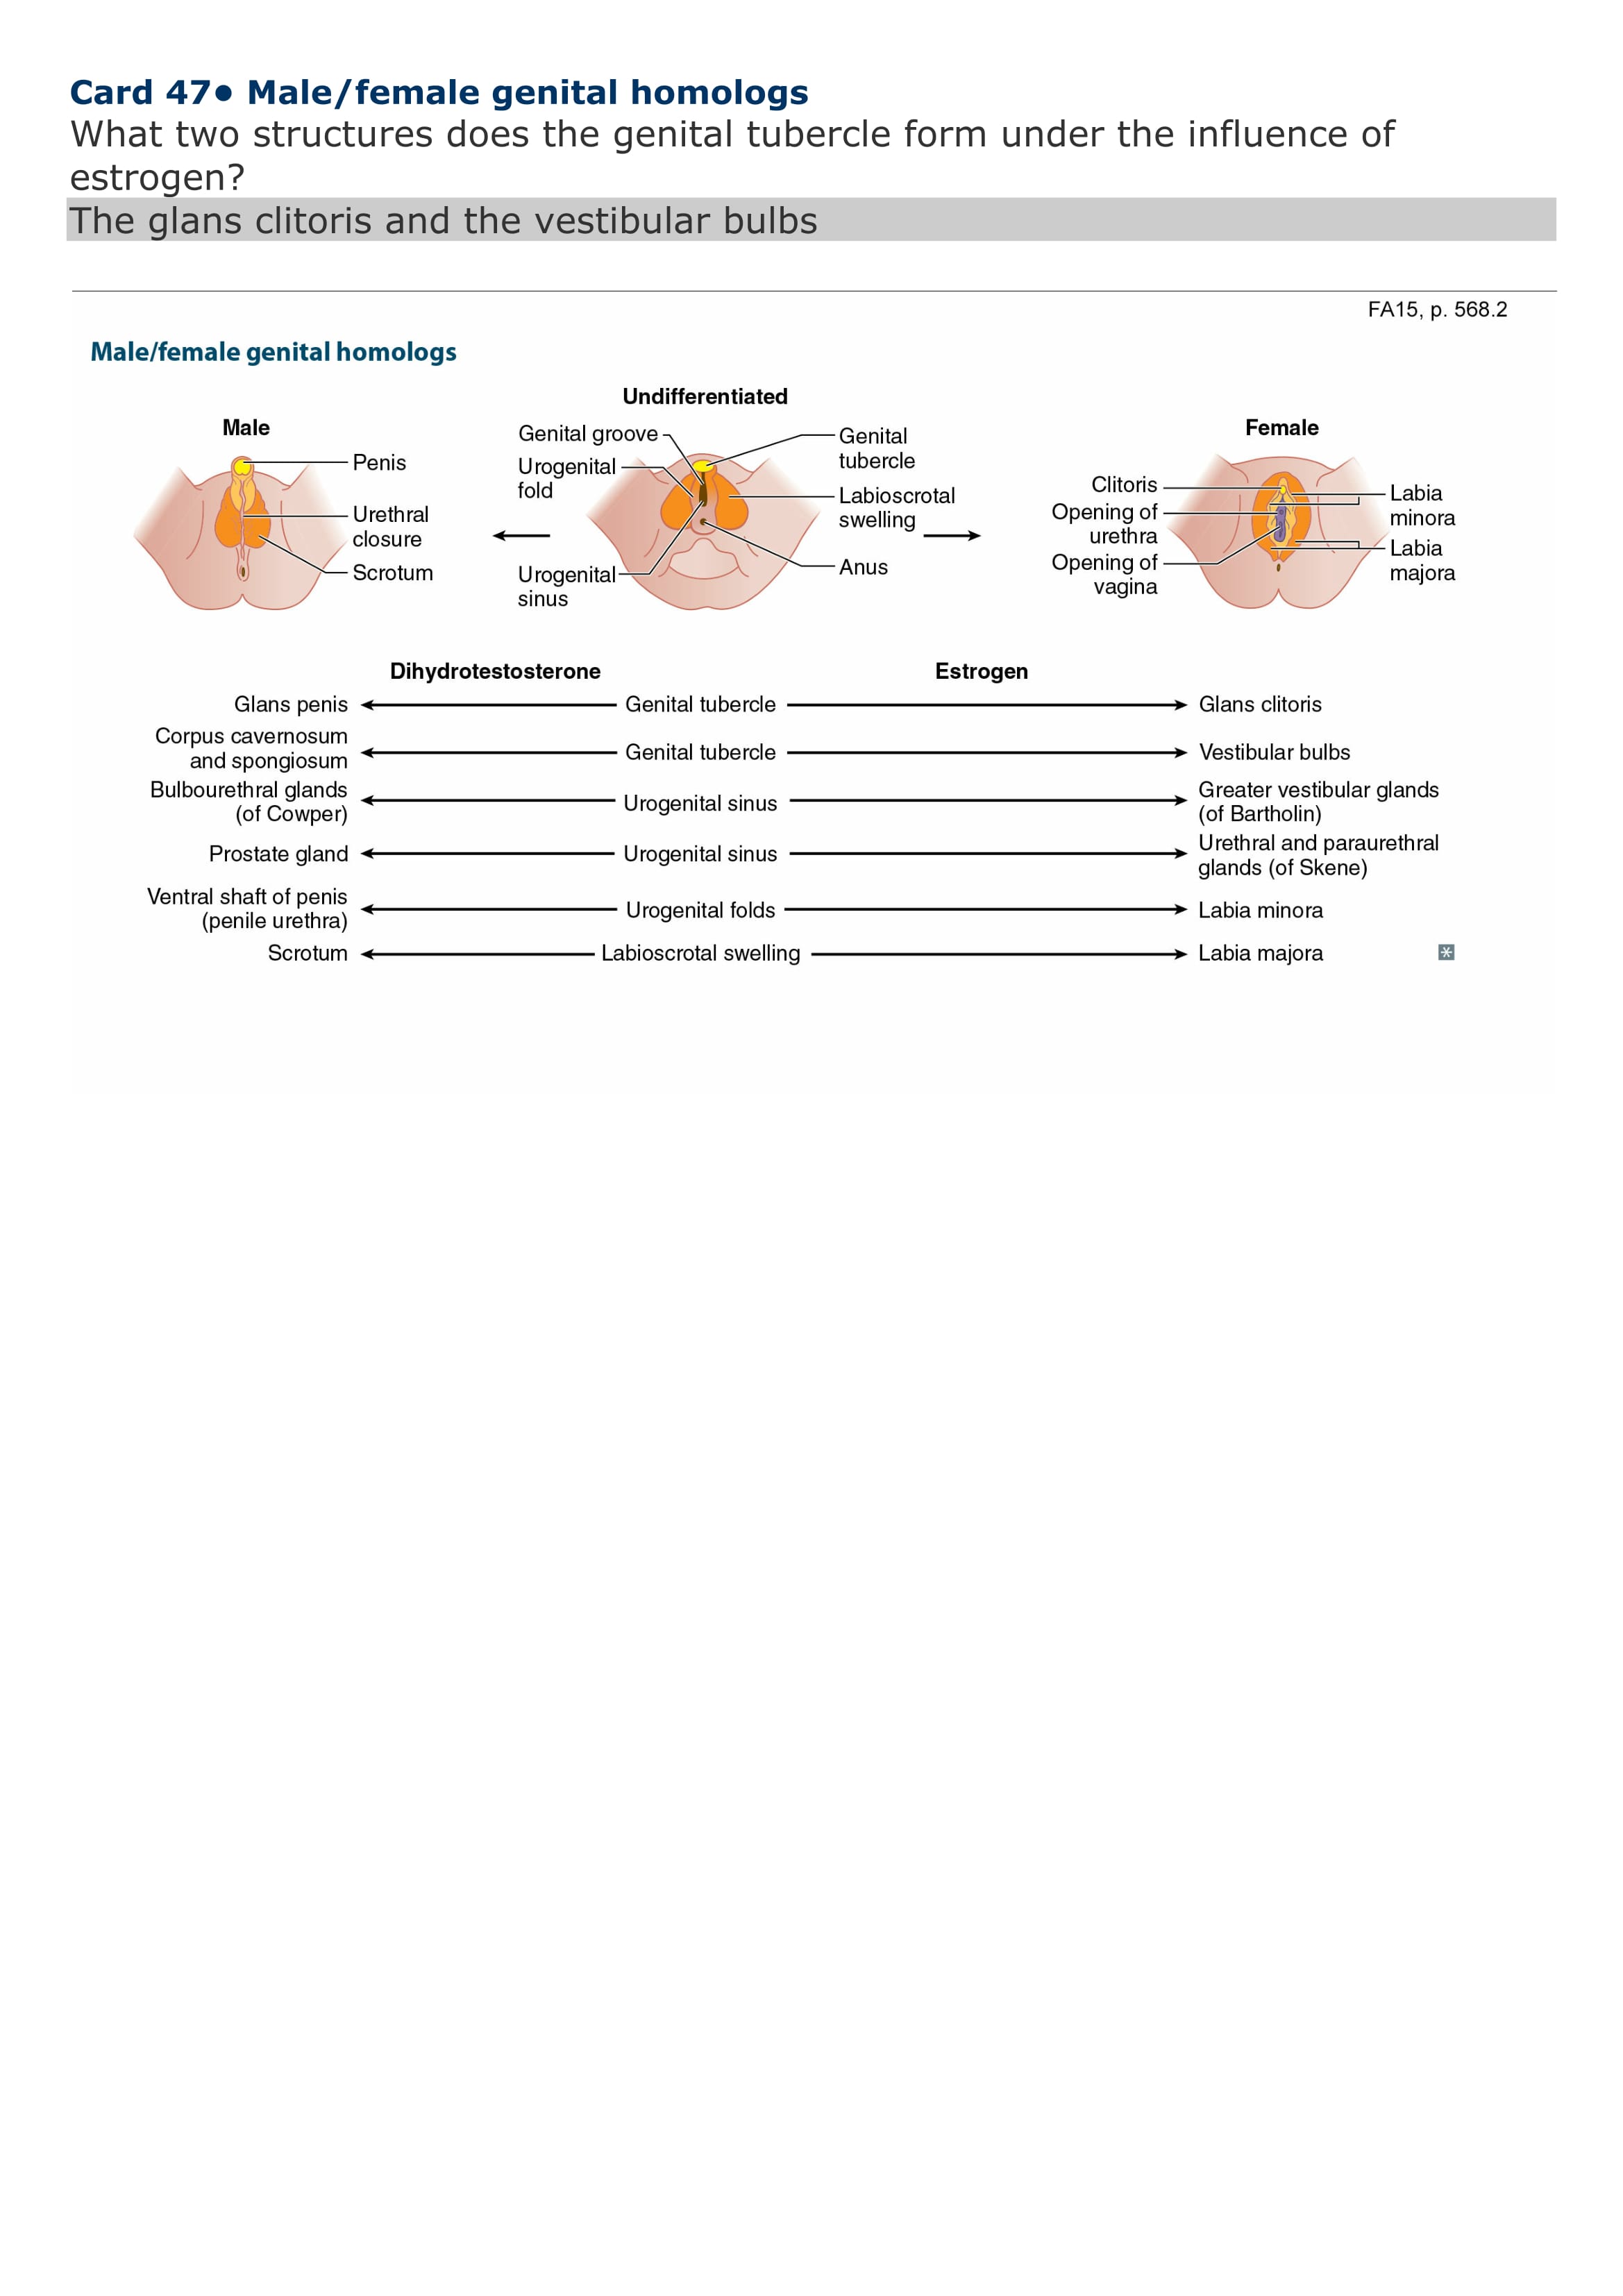 Card 47● Male/female genital homologs
What two structures does the genital tubercle form under the influence of
estrogen?
The glans clitoris and the vestibular bulbs
FA15, p. 568.2
Male/female genital homologs
Undifferentiated
Male
Female
Penis
Urethral
closure
Scrotum
Genital groove
Urogenital
fold
Urogenital
sinus
Genital
tubercle
Labioscrotal
swelling
Anus
Clitoris
Opening of
urethra
Opening of
vagina
Labia
minora
Labia
majora
Dihydrotestosterone Estrogen
Glans penis Genital tubercle Glans clitoris
Corpus cavernosum
and spongiosum Genital tubercle Vestibular bulbs
Bulbourethral glands
(of Cowper) Urogenital sinus Greater vestibular glands
(of Bartholin)
Prostate gland Urogenital sinus Urethral and paraurethral
glands (of Skene)
Ventral shaft of penis
(penile urethra) Urogenital folds Labia minora
Scrotum Labioscrotal swelling Labia majora